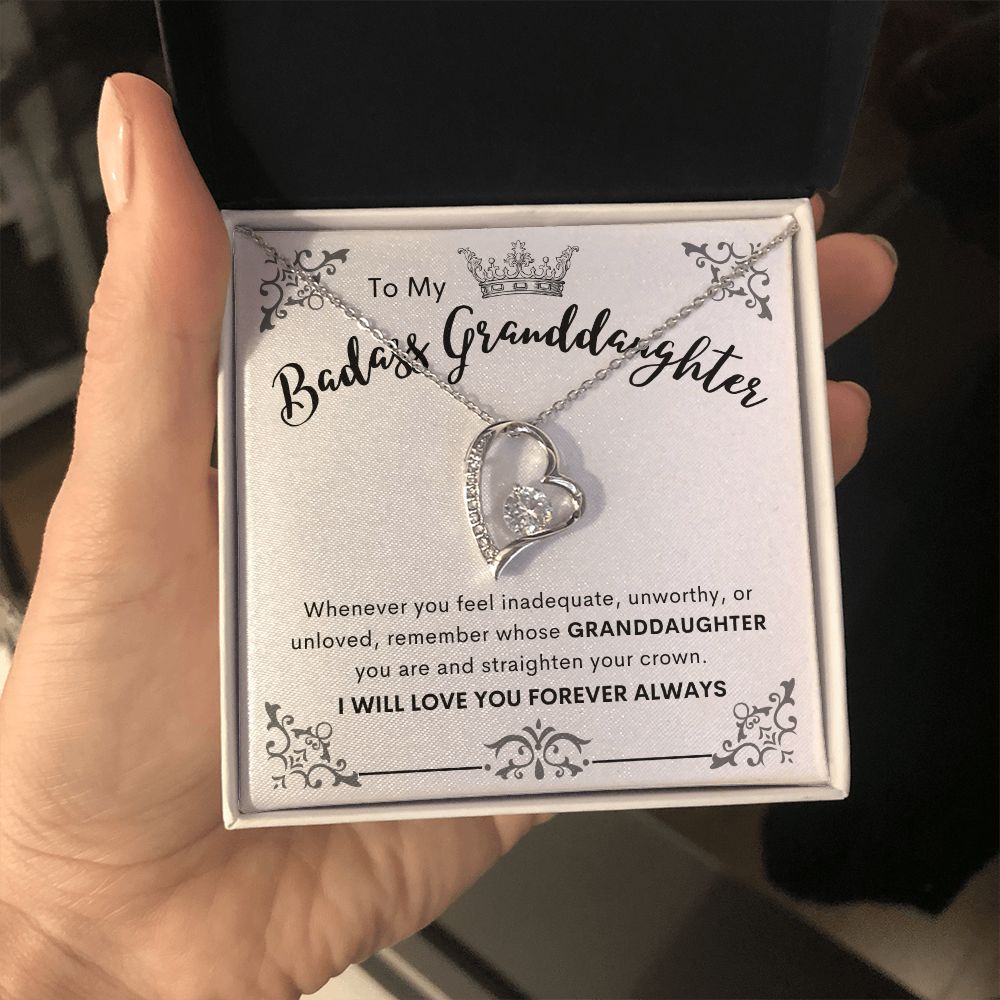 To My
Badass Granddaughter
Whenever you feel inadequate, unworthy, or
unloved, remember whose GRANDDAUGHTER
you are and straighten your crown.
I WILL LOVE YOU FOREVER ALWAYS